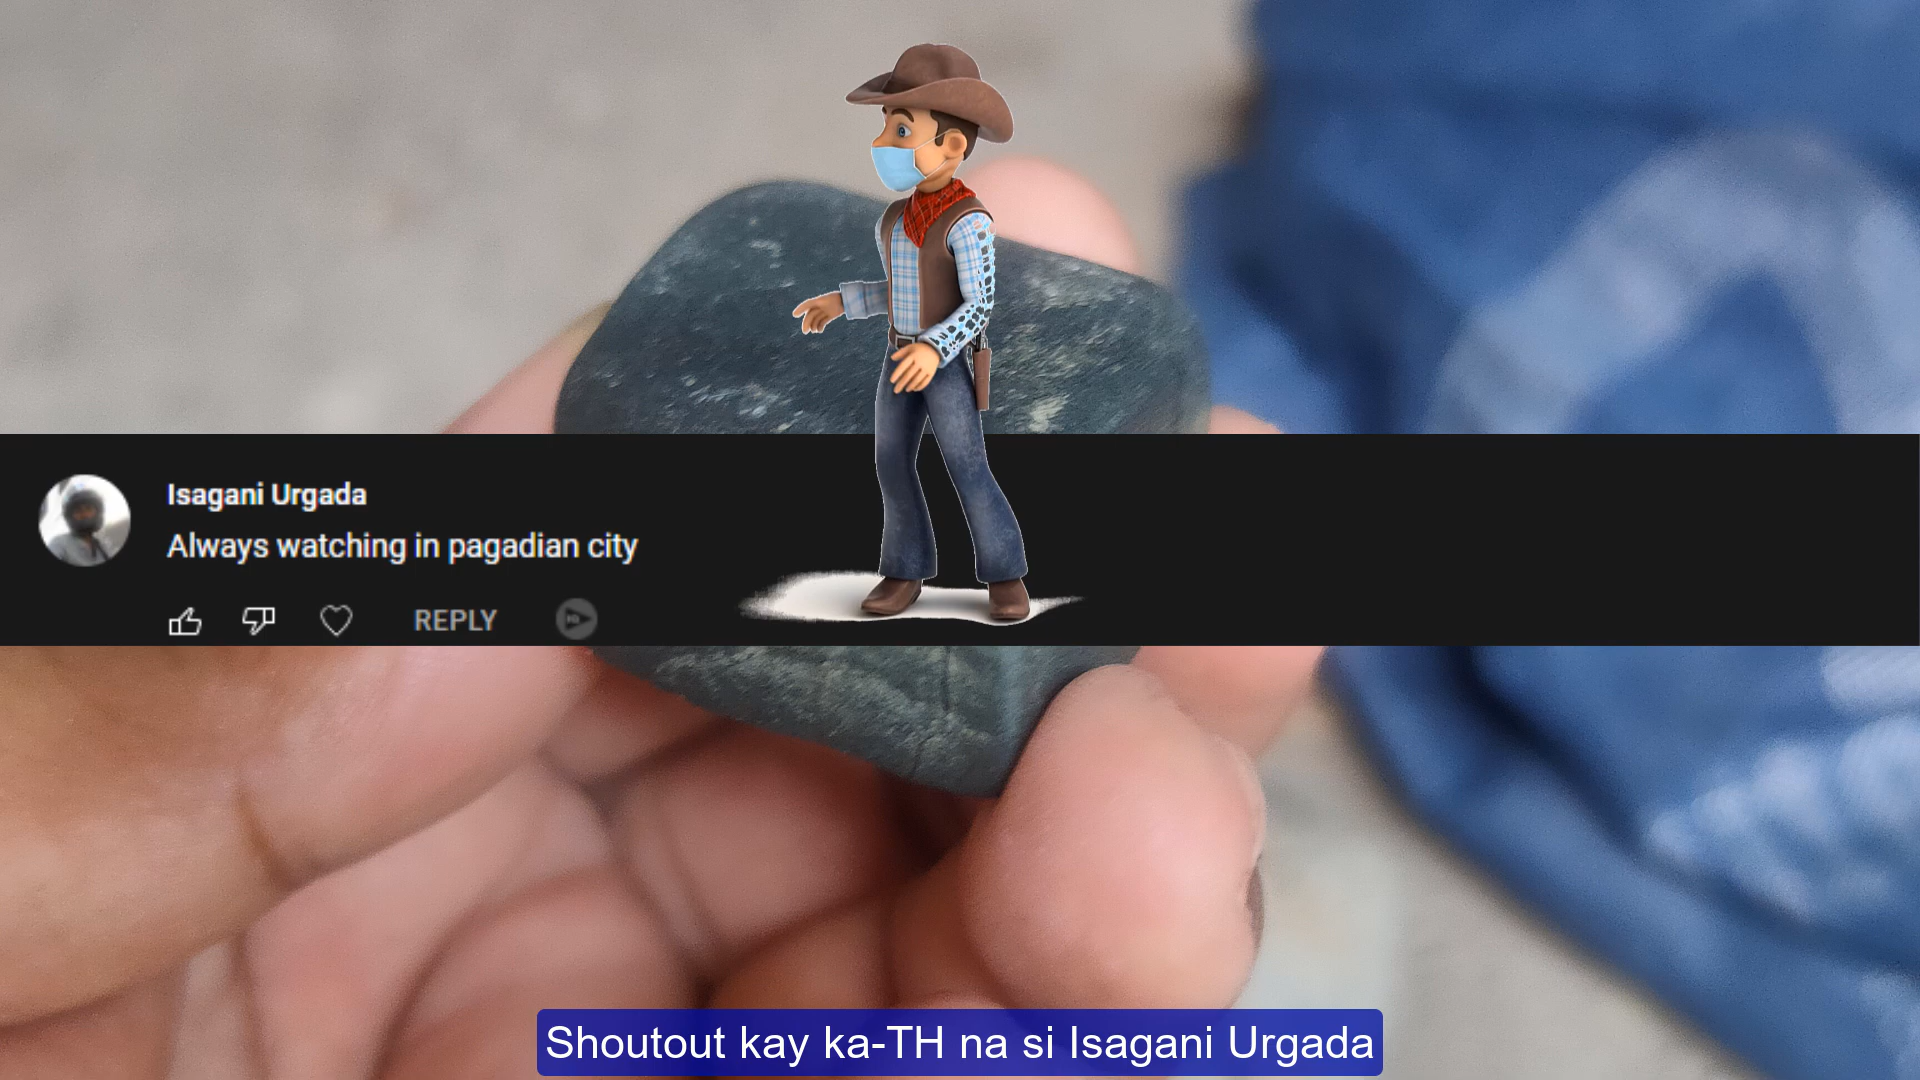 Isagani Urgada
Always watching in pagadian city
REPLY
Shoutout kay ka-TH na si Isagani Urgada